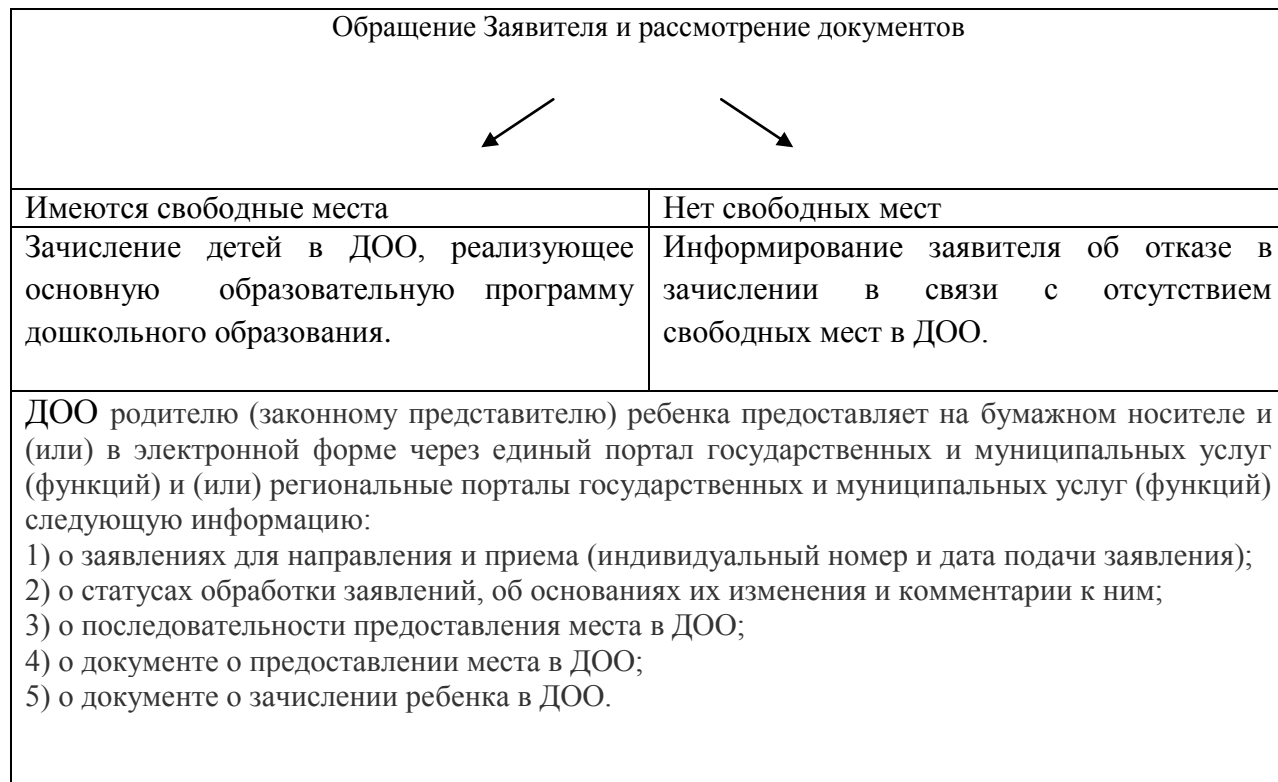 Обращение Заявителя и рассмотрение документов
Имеются свободные места
Нет свободных мест
Зачисление детей в ДОО, реализующее
основную образовательную программу
дошкольного образования.
Информирование заявителя об отказе в
зачислении в связи с отсутствием
свободных мест в ДОО.
ДОО родителю (законному представителю) ребенка предоставляет на бумажном носителе и
(или) в электронной форме через единый портал государственных и муниципальных услуг
(функций) и (или) региональные порталы государственных и муниципальных услуг (функций)
следующую информацию:
1) о заявлениях для направления и приема (индивидуальный номер и дата подачи заявления);
2) о статусах обработки заявлений, об основаниях их изменения и комментарии к ним;
3) о последовательности предоставления места в ДОО;
4) о документе о предоставлении места в ДОО;
5) о документе о зачислении ребенка в ДОО.